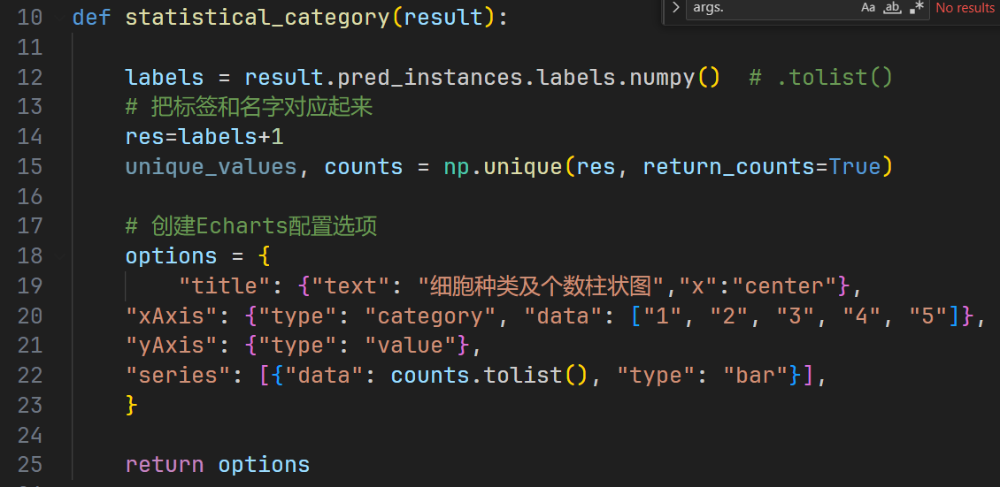 args. Aa ab, .* No results
10 def statistical_category(result):
11
12     labels = result.pred_instances.labels.numpy()  # .tolist()
13     # 把标签和名字对应起来
14     res=labels+1
15     unique_values, counts = np.unique(res, return_counts=True)
16
17     # 创建Echarts配置选项
18     options = {
19         "title": {"text": "细胞种类及个数柱状图","x":"center"},
20     "xAxis": {"type": "category", "data": ["1", "2", "3", "4", "5"]},
21     "yAxis": {"type": "value"},
22     "series": [{"data": counts.tolist(), "type": "bar"}],
23     }
24
25     return options